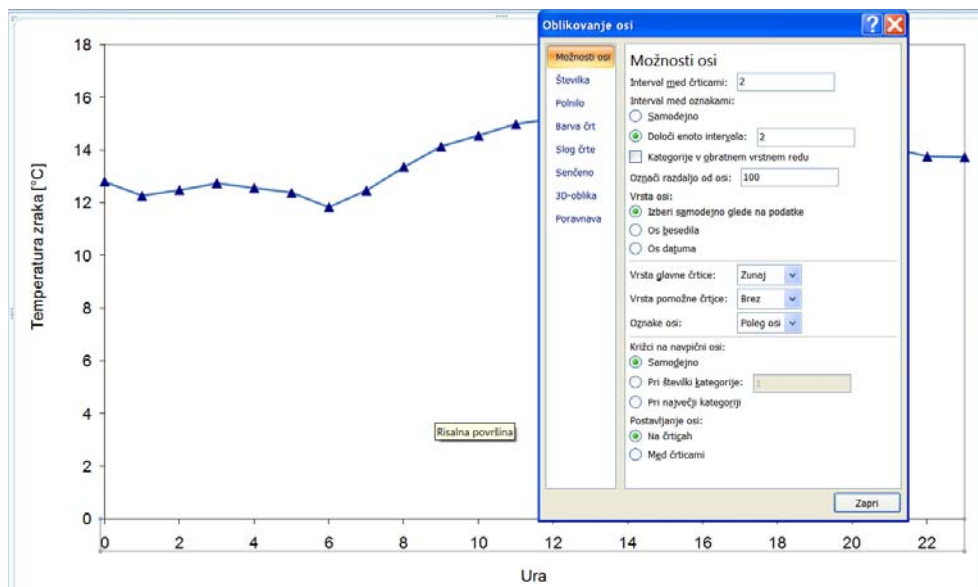 18
16
14
12
10
8
6
4
2
0
Temperatura zraka [°C]
0 2 4 6 8 10 12 14 16 18 20 22
Ura
Risalna površina
Oblikovanje osi
Možnosti osi
Številka
Polnilo
Barva črt
Slog črte
Senčeno
3D-oblika
Poravnava
Možnosti osi
Interval med črticami: 2
Interval med oznakami:
Samodejno
Določi enoto intervala: 2
Kategorije v obratnem vrstnem redu
Označi razdaljo od osi: 100
Vrsta osi:
Izberi samodejno glede na podatke
Os besedila
Os datuma
Vrsta glavne črtice: Zunaj
Vrsta pomožne črtice: Brez
Oznake osi: Poleg osi
Križci na navpični osi:
Samodejno
Pri številki kategorije: 1
Pri največji kategoriji
Postavljanje osi:
Na črticah
Med črticami
Zapri